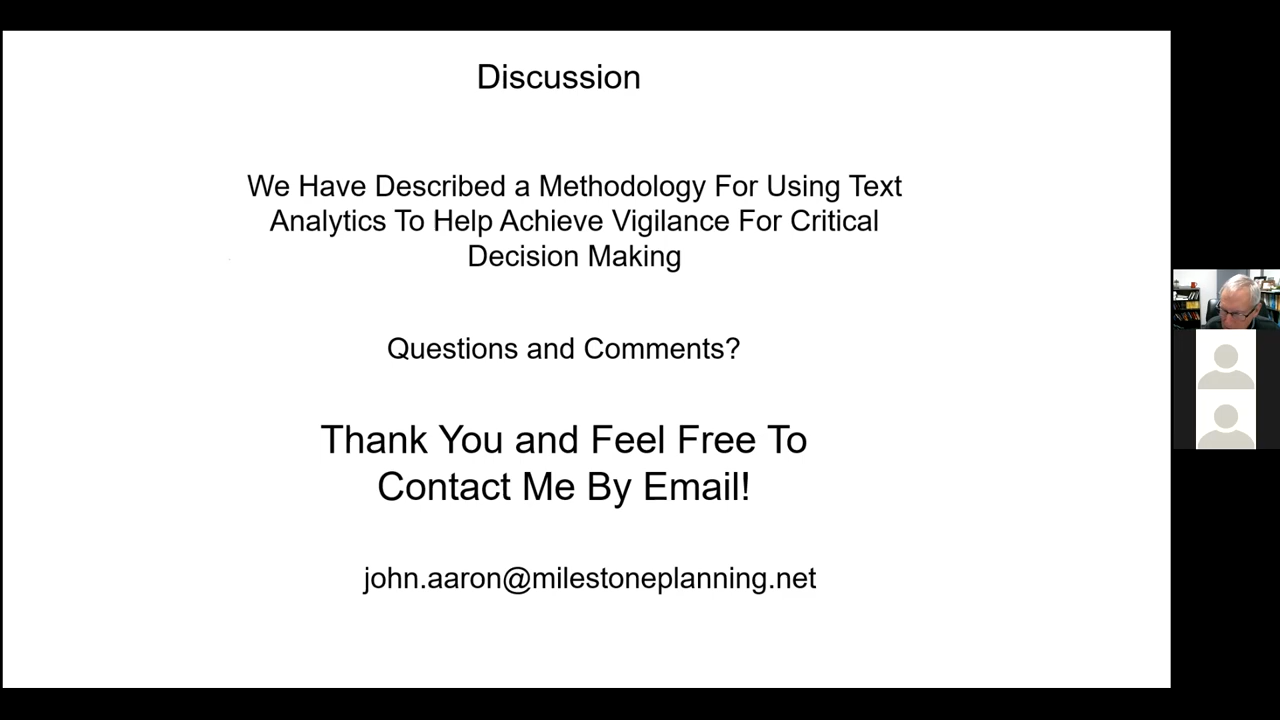 Discussion
We Have Described a Methodology For Using Text
Analytics To Help Achieve Vigilance For Critical
Decision Making
Questions and Comments?
Thank You and Feel Free To
Contact Me By Email!
john.aaron@milestoneplanning.net